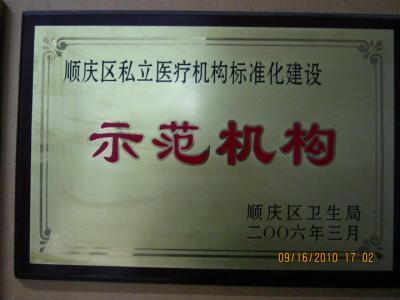 顺庆区私立医疗机构标准化建设
示范机构
顺庆区卫生局
二〇〇六年三月
09/16/2010 17:02